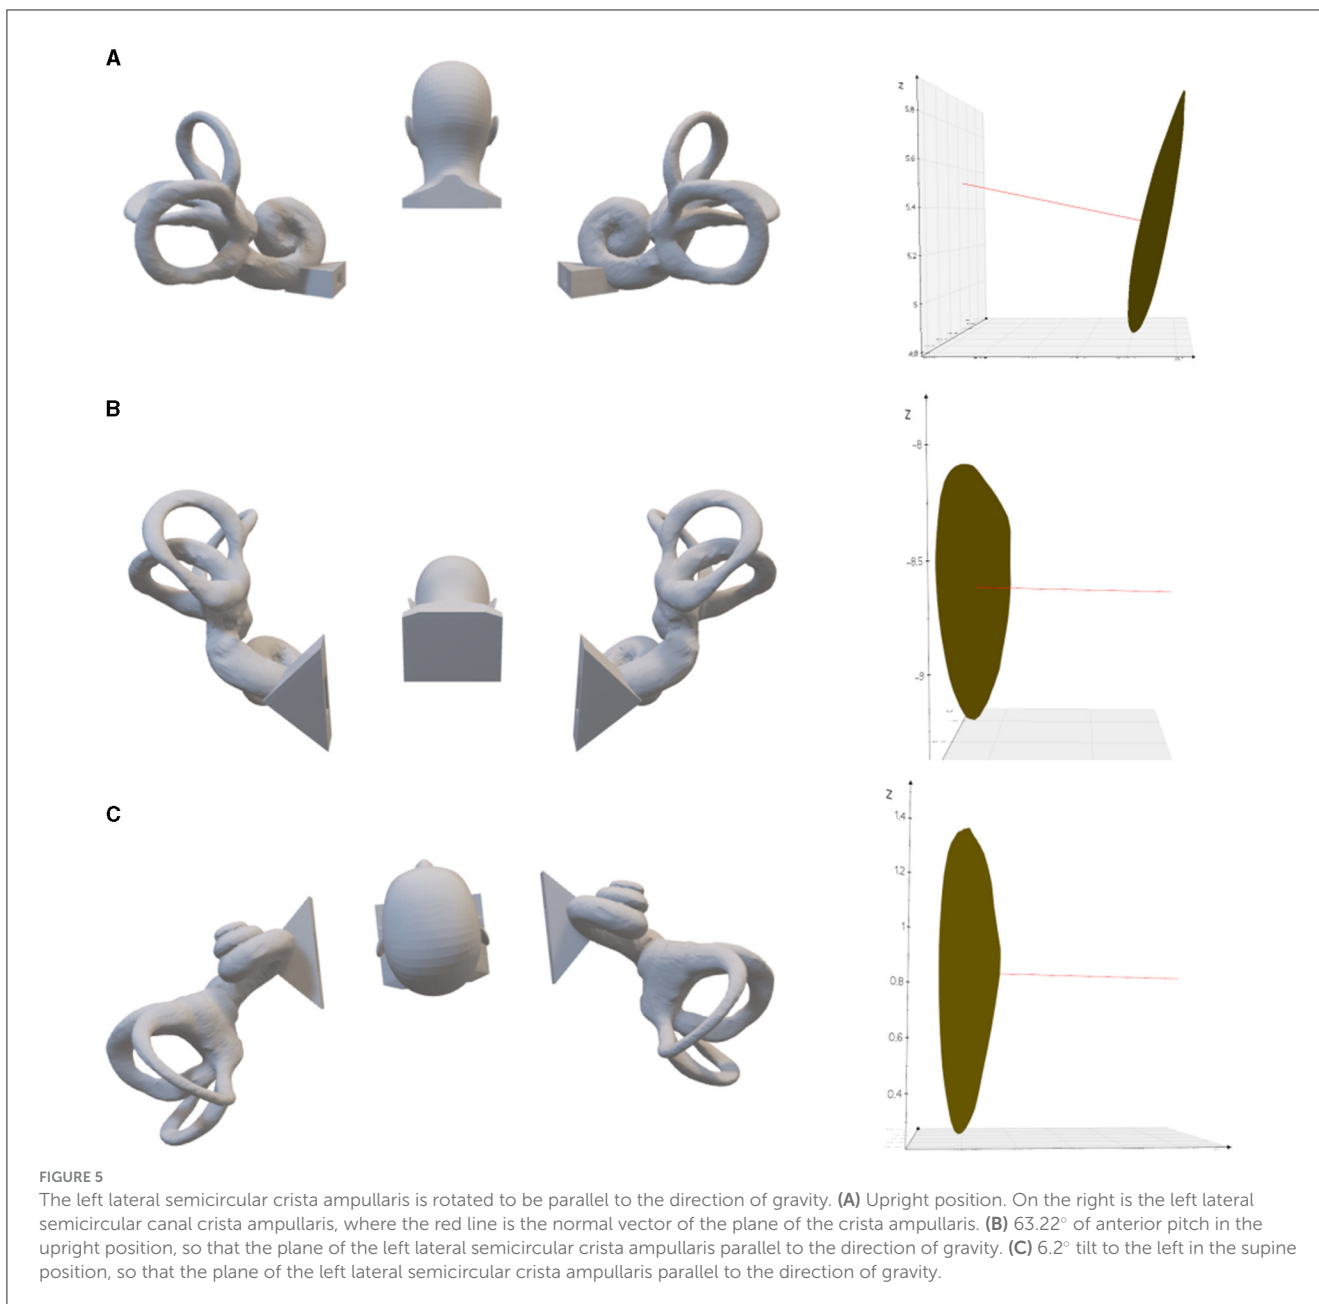 A
z
5.8
5.6
5.4
5.2
5
4.8
B
Z
-8
-8.5
-9
C
Z
1.4
1.2
1
0.8
0.6
0.4
FIGURE 5
The left lateral semicircular crista ampullaris is rotated to be parallel to the direction of gravity. (A) Upright position. On the right is the left lateral
semicircular canal crista ampullaris, where the red line is the normal vector of the plane of the crista ampullaris. (B) 63.22° of anterior pitch in the
upright position, so that the plane of the left lateral semicircular crista ampullaris parallel to the direction of gravity. (C) 6.2° tilt to the left in the supine
position, so that the plane of the left lateral semicircular crista ampullaris parallel to the direction of gravity.